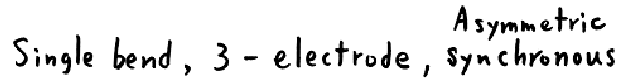 Asymmetric
Single bend, 3 - electrode, synchronous